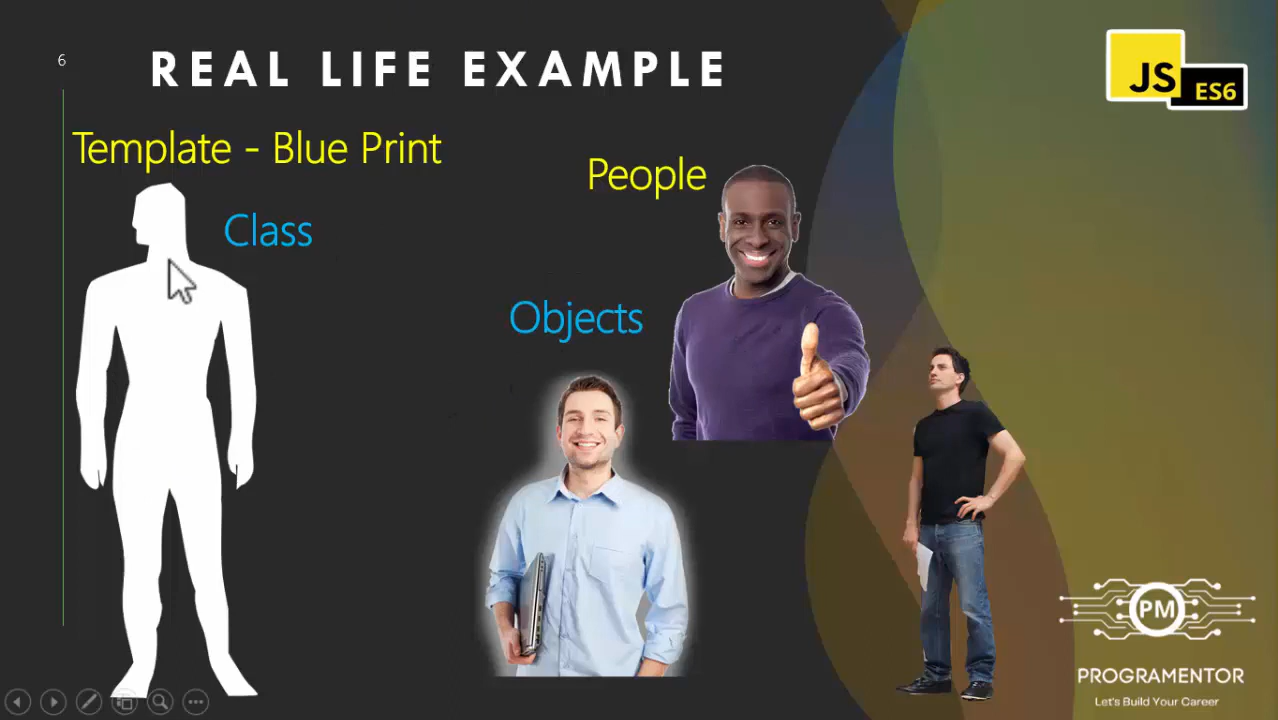 6
REAL LIFE EXAMPLE
JS
ES6
Template - Blue Print
People
Class
Objects
PM
PROGRAMENTOR
Let's Build Your Career